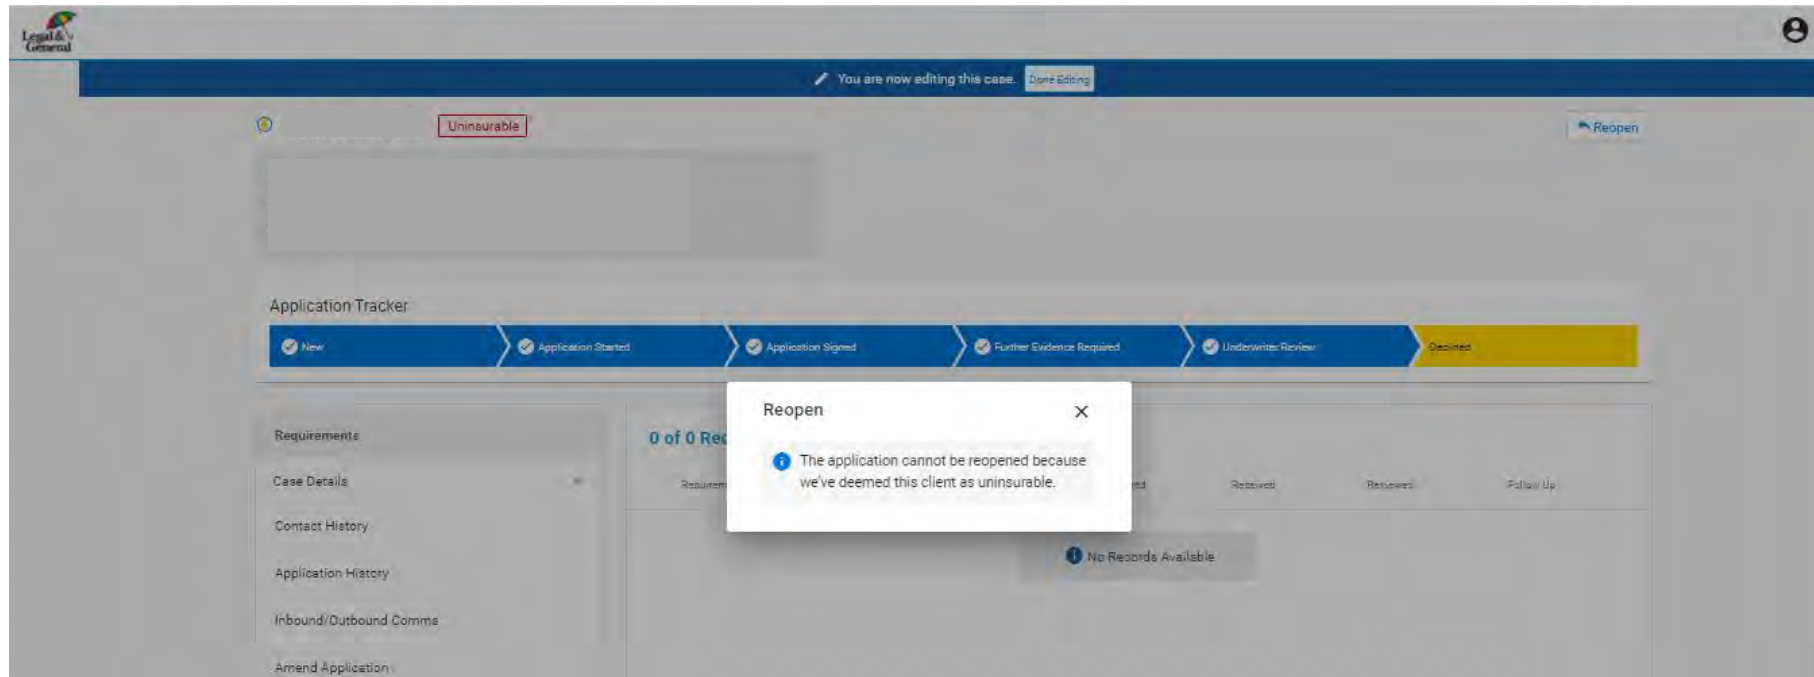 Legal &
General
You are now editing this case. Done Editing
Uninsurable
Reopen
Application Tracker
New
Application Started
Application Signed
Further Evidence Required
Underwriter Review
Declined
Reopen
The application cannot be reopened because
we've deemed this client as uninsurable.
Requirements
Case Details
Contact History
Application History
Inbound/Outbound Comms
Amend Application
0 of 0 Rec
Requirem
Received
Reviewed
Follow Up
No Records Available